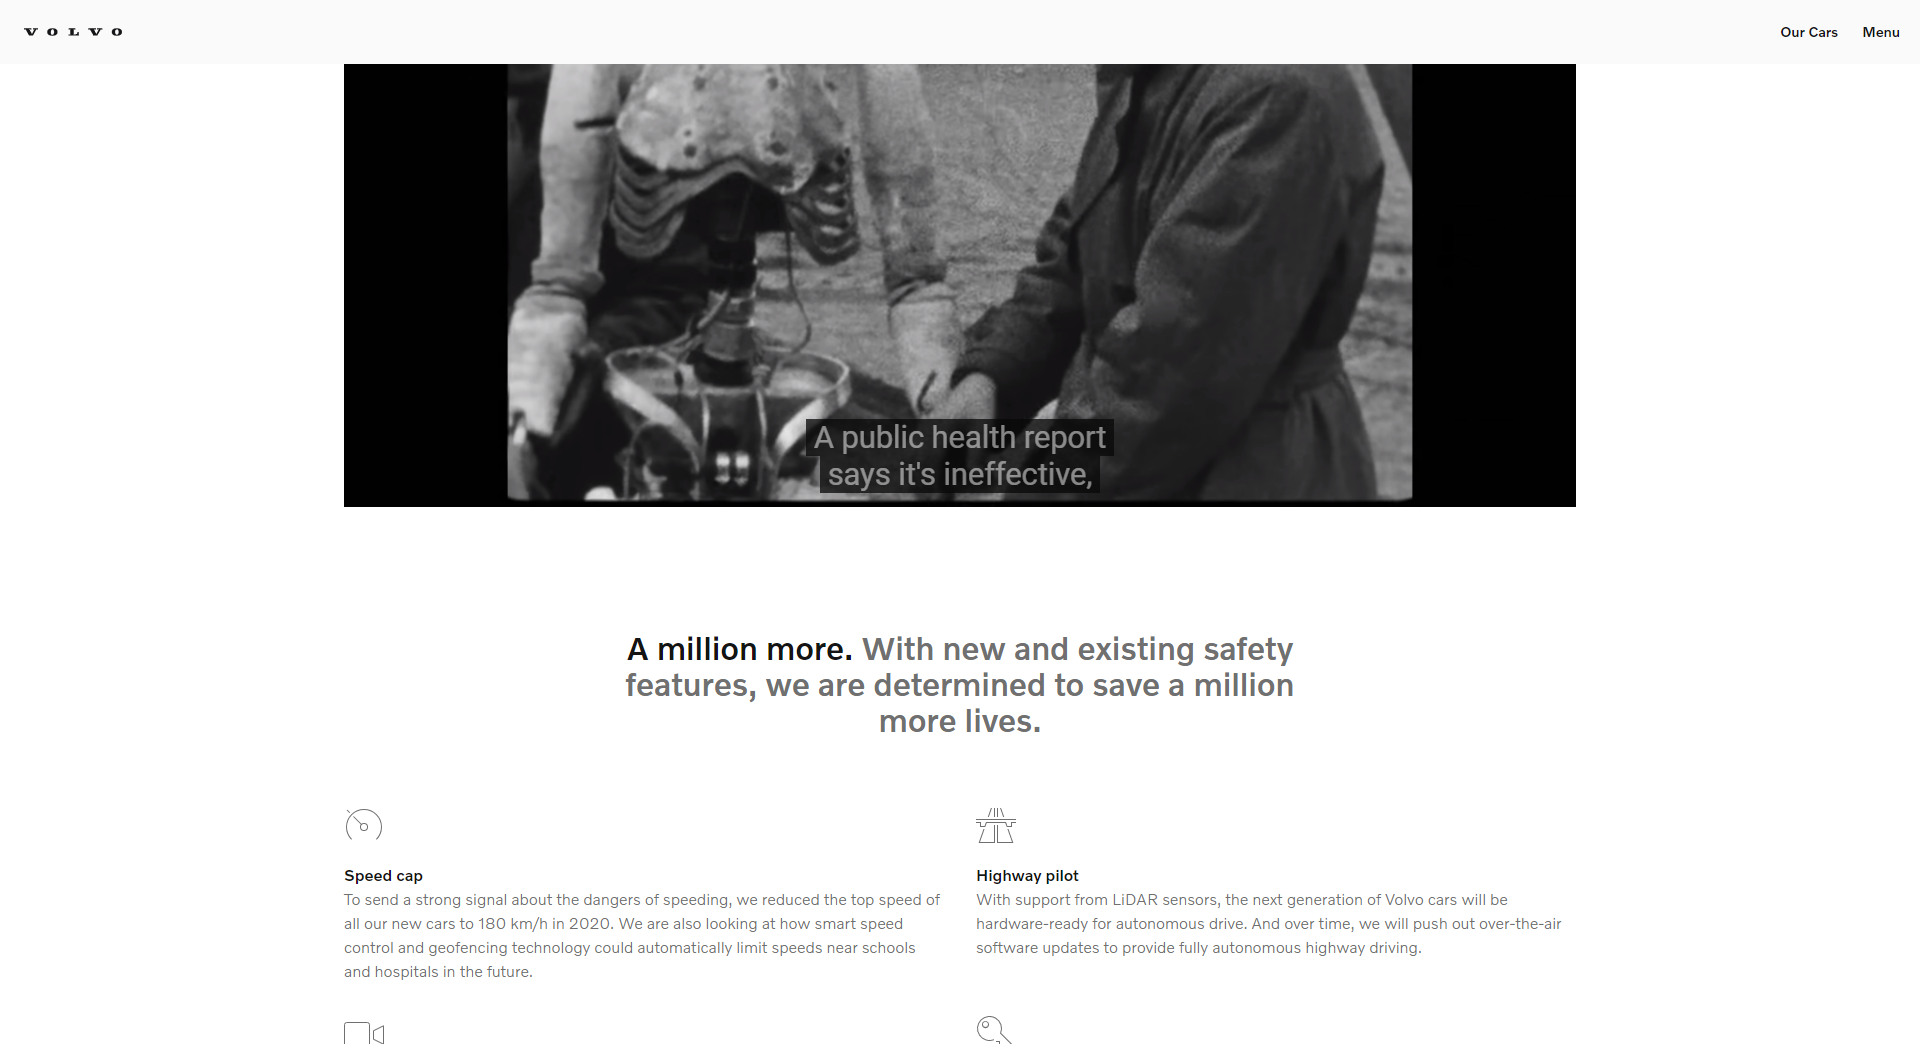 VOLVO
Our Cars
Menu
A public health report
says it's ineffective,
A million more. With new and existing safety
features, we are determined to save a million
more lives.
Speed cap
To send a strong signal about the dangers of speeding, we reduced the top speed of
all our new cars to 180 km/h in 2020. We are also looking at how smart speed
control and geofencing technology could automatically limit speeds near schools
and hospitals in the future.
Highway pilot
With support from LiDAR sensors, the next generation of Volvo cars will be
hardware-ready for autonomous drive. And over time, we will push out over-the-air
software updates to provide fully autonomous highway driving.